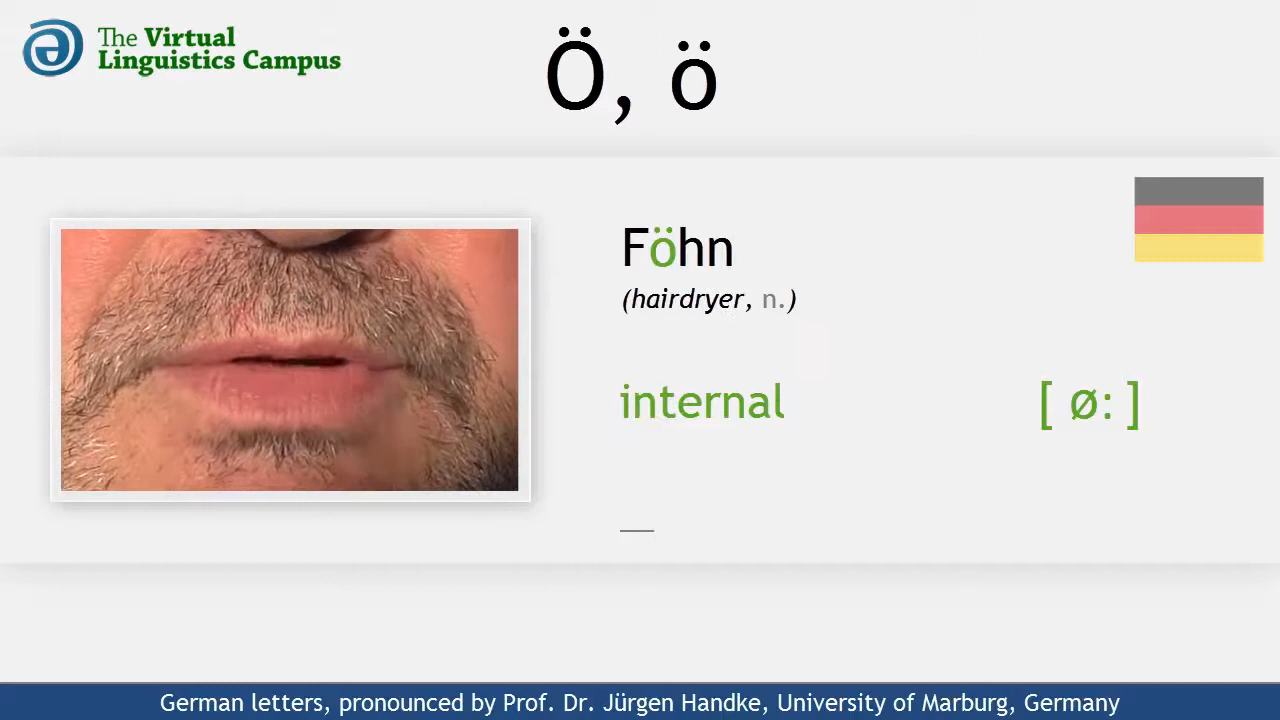 The Virtual
Linguistics Campus
Ö, ö
Föhn
(hairdryer, n.)
internal [ ø: ]
German letters, pronounced by Prof. Dr. Jürgen Handke, University of Marburg, Germany